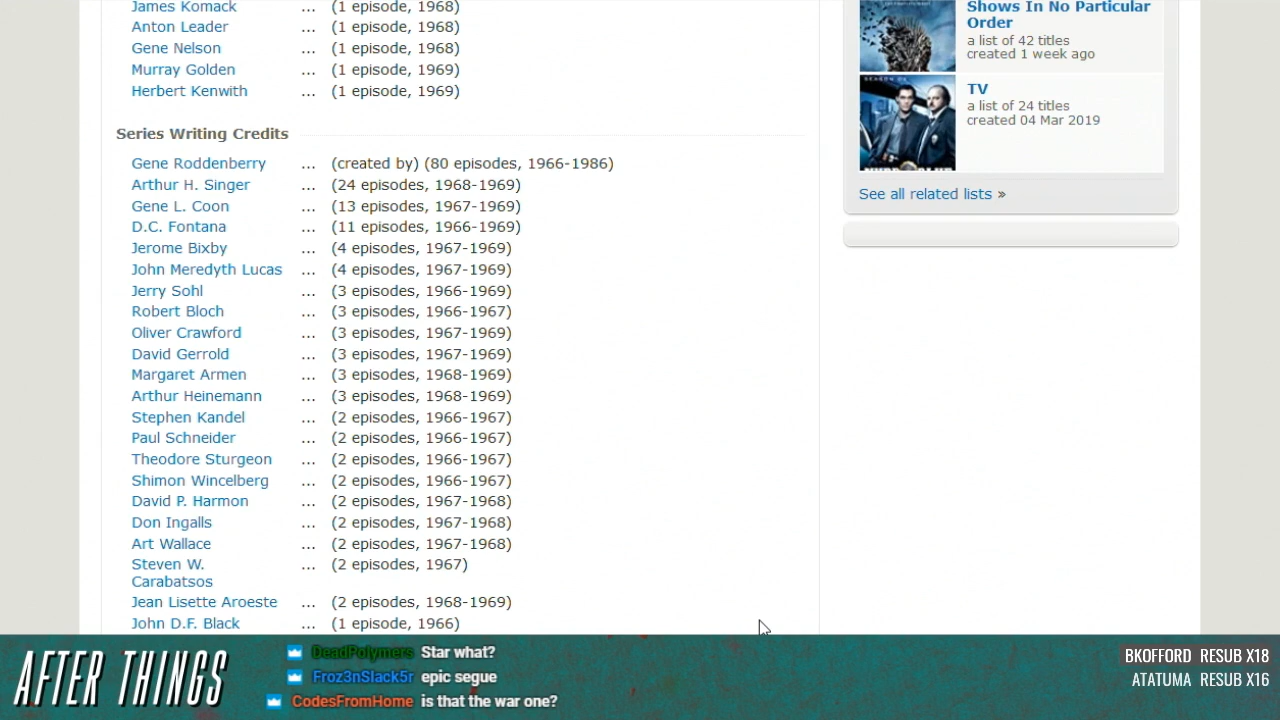 James Komack ... (1 episode, 1968)
Anton Leader ... (1 episode, 1968)
Gene Nelson ... (1 episode, 1968)
Murray Golden ... (1 episode, 1969)
Herbert Kenwith ... (1 episode, 1969)
Series Writing Credits
Gene Roddenberry ... (created by) (80 episodes, 1966-1986)
Arthur H. Singer ... (24 episodes, 1968-1969)
Gene L. Coon ... (13 episodes, 1967-1969)
D.C. Fontana ... (11 episodes, 1966-1969)
Jerome Bixby ... (4 episodes, 1967-1969)
John Meredyth Lucas ... (4 episodes, 1967-1969)
Jerry Sohl ... (3 episodes, 1966-1969)
Robert Bloch ... (3 episodes, 1966-1967)
Oliver Crawford ... (3 episodes, 1967-1969)
David Gerrold ... (3 episodes, 1967-1969)
Margaret Armen ... (3 episodes, 1968-1969)
Arthur Heinemann ... (3 episodes, 1968-1969)
Stephen Kandel ... (2 episodes, 1966-1967)
Paul Schneider ... (2 episodes, 1966-1967)
Theodore Sturgeon ... (2 episodes, 1966-1967)
Shimon Wincelberg ... (2 episodes, 1966-1967)
David P. Harmon ... (2 episodes, 1967-1968)
Don Ingalls ... (2 episodes, 1967-1968)
Art Wallace ... (2 episodes, 1967-1968)
Steven W. ... (2 episodes, 1967)
Carabatsos
Jean Lisette Aroeste ... (2 episodes, 1968-1969)
John D.F. Black ... (1 episode, 1966)
Shows In No Particular
Order
a list of 42 titles
created 1 week ago
TV
a list of 24 titles
created 04 Mar 2019
See all related lists »
AFTER THINGS
DeadPolymers Star what?
Froz3nSlack5r epic segue
CodesFromHome is that the war one?
BKOFFORD RESUB X18
ATATUMA RESUB X16